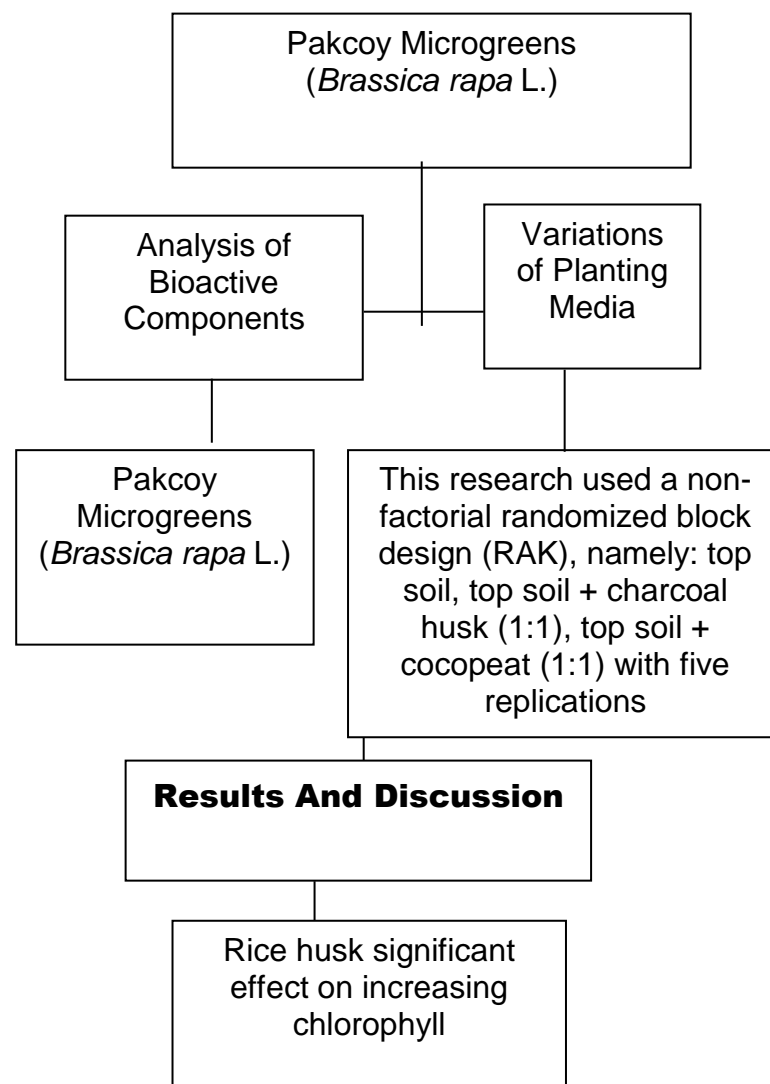 Pakcoy Microgreens
(Brassica rapa L.)
Analysis of
Bioactive
Components
Variations
of Planting
Media
Pakcoy
Microgreens
(Brassica rapa L.)
This research used a non-
factorial randomized block
design (RAK), namely: top
soil, top soil + charcoal
husk (1:1), top soil +
cocopeat (1:1) with five
replications
Results And Discussion
Rice husk significant
effect on increasing
chlorophyll